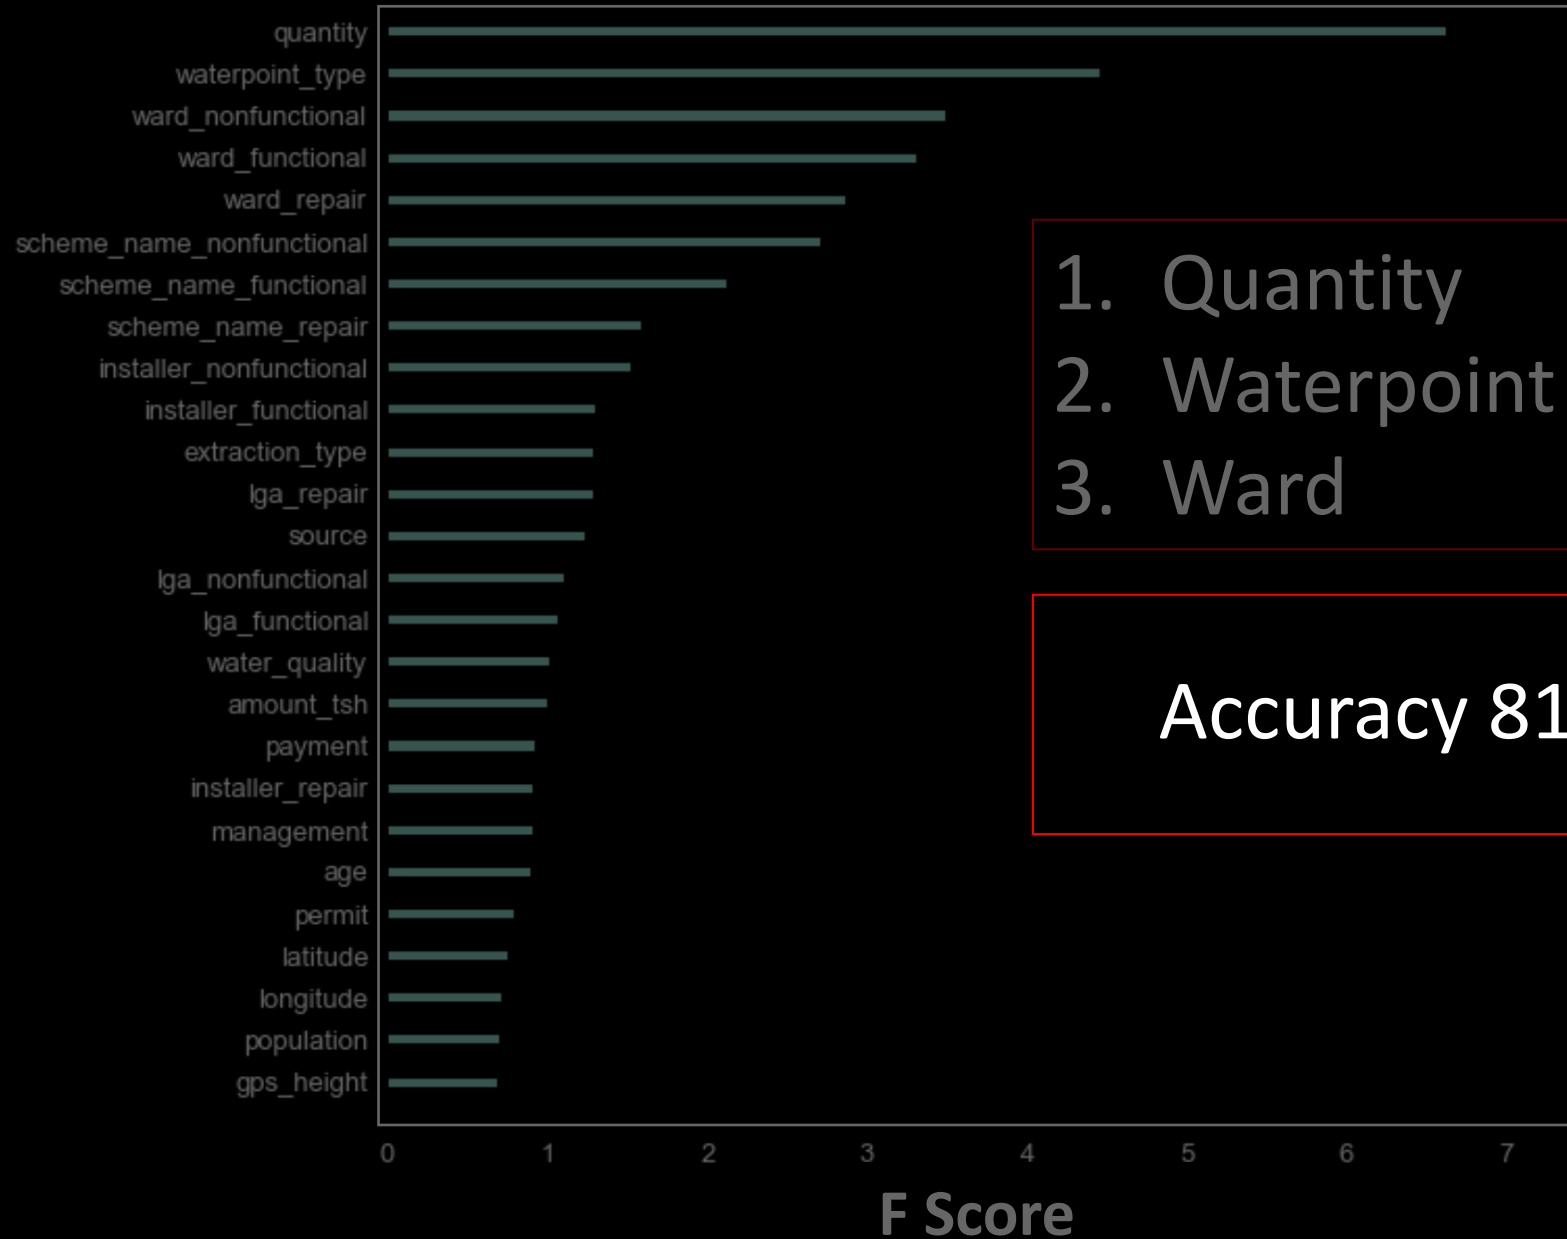 quantity
waterpoint_type
ward_nonfunctional
ward_functional
ward_repair
scheme_name_nonfunctional
scheme_name_functional
scheme_name_repair
installer_nonfunctional
installer_functional
extraction_type
lga_repair
source
lga_nonfunctional
lga_functional
water_quality
amount_tsh
payment
installer_repair
management
age
permit
latitude
longitude
population
gps_height
0 1 2 3 4 5 6 7
F Score
1. Quantity
2. Waterpoint
3. Ward
Accuracy 81